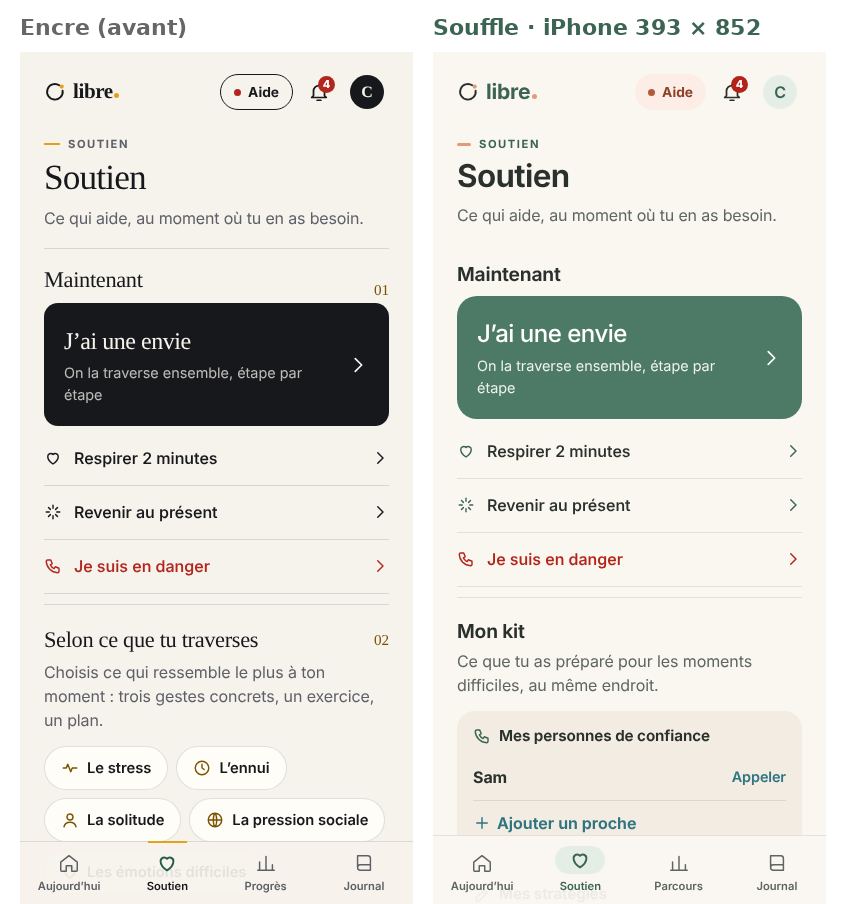 Encre (avant)
libre.
Aide
4
C
SOUTIEN
Soutien
Ce qui aide, au moment où tu en as besoin.
Maintenant
01
J’ai une envie
On la traverse ensemble, étape par
étape
Respirer 2 minutes
Revenir au présent
Je suis en danger
Selon ce que tu traverses
02
Choisis ce qui ressemble le plus à ton
moment : trois gestes concrets, un exercice,
un plan.
Le stress
L’ennui
La solitude
La pression sociale
Les émotions difficiles
Aujourd’hui
Soutien
Progrès
Journal
Souffle · iPhone 393 × 852
libre.
Aide
4
C
SOUTIEN
Soutien
Ce qui aide, au moment où tu en as besoin.
Maintenant
J’ai une envie
On la traverse ensemble, étape par
étape
Respirer 2 minutes
Revenir au présent
Je suis en danger
Mon kit
Ce que tu as préparé pour les moments
difficiles, au même endroit.
Mes personnes de confiance
Sam
Appeler
+ Ajouter un proche
Mes stratégies
Aujourd’hui
Soutien
Parcours
Journal